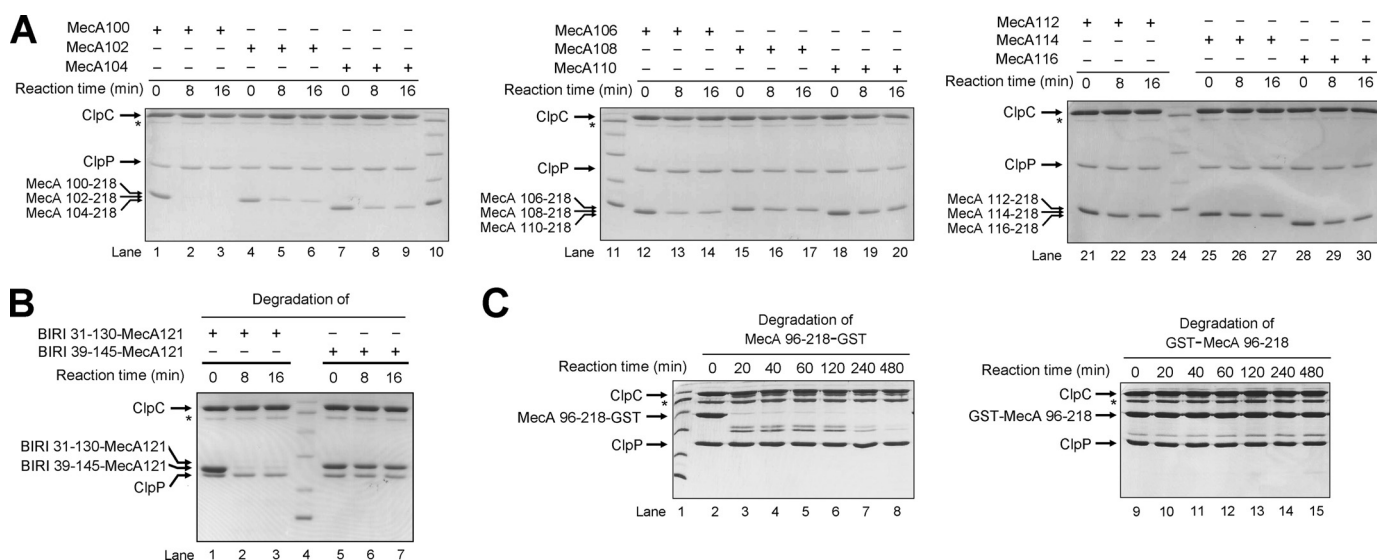 A
MecA100 + + + – – – – – –
MecA102 – – – + + + – – –
MecA104 – – – – – – + + +
Reaction time (min) 0 8 16 0 8 16 0 8 16
ClpC
*
ClpP
MecA 100-218
MecA 102-218
MecA 104-218
Lane 1 2 3 4 5 6 7 8 9 10
MecA106 + + + – – – – – –
MecA108 – – – + + + – – –
MecA110 – – – – – – + + +
Reaction time (min) 0 8 16 0 8 16 0 8 16
ClpC
*
ClpP
MecA 106-218
MecA 108-218
MecA 110-218
Lane 11 12 13 14 15 16 17 18 19 20
MecA112 + + + – – – – – –
MecA114 – – – + + + – – –
MecA116 – – – – – – + + +
Reaction time (min) 0 8 16 0 8 16 0 8 16
ClpC
*
ClpP
MecA 112-218
MecA 114-218
MecA 116-218
Lane 21 22 23 24 25 26 27 28 29 30
B
Degradation of
BIRI 31-130-MecA121 + + + – – –
BIRI 39-145-MecA121 – – – + + +
Reaction time (min) 0 8 16 0 8 16
ClpC
*
BIRI 31-130-MecA121
BIRI 39-145-MecA121
ClpP
Lane 1 2 3 4 5 6 7
C
Degradation of
MecA 96-218-GST
Reaction time (min) 0 20 40 60 120 240 480
ClpC
*
MecA 96-218-GST
ClpP
Lane 1 2 3 4 5 6 7 8
Degradation of
GST-MecA 96-218
Reaction time (min) 0 20 40 60 120 240 480
ClpC
*
GST-MecA 96-218
ClpP
9 10 11 12 13 14 15